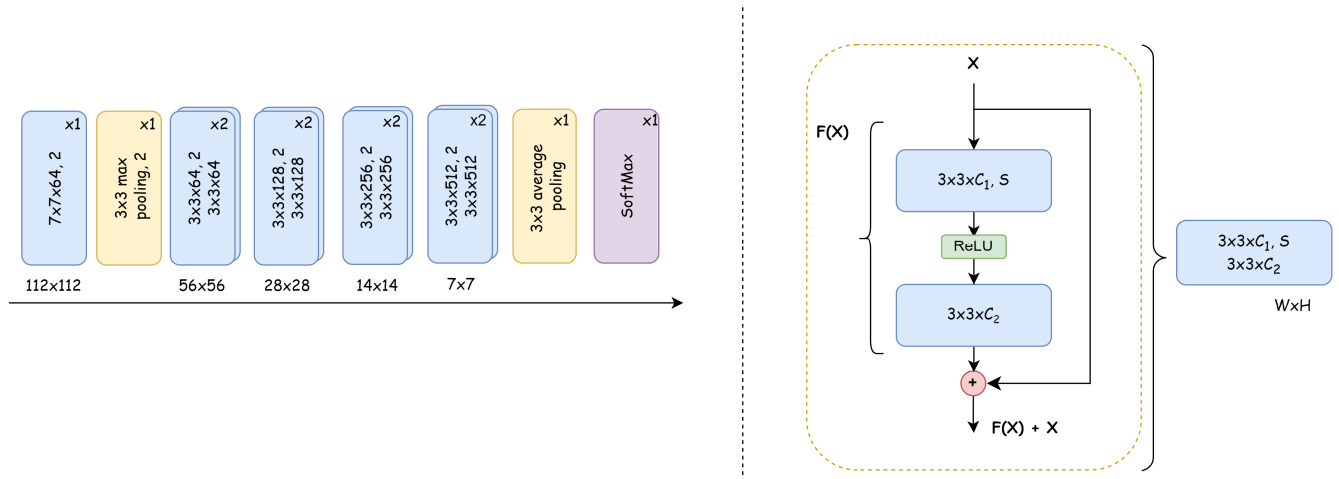 x1
7x7x64, 2
112x112
x1
3x3 max
pooling, 2
x2
3x3x64, 2
3x3x64
56x56
x2
3x3x128, 2
3x3x128
28x28
x2
3x3x256, 2
3x3x256
14x14
x2
3x3x512, 2
3x3x512
7x7
x1
3x3 average
pooling
x1
SoftMax
X
F(X)
3x3xC₁, S
ReLU
3x3xC₂
+
F(X) + X
3x3xC₁, S
3x3xC₂
WxH